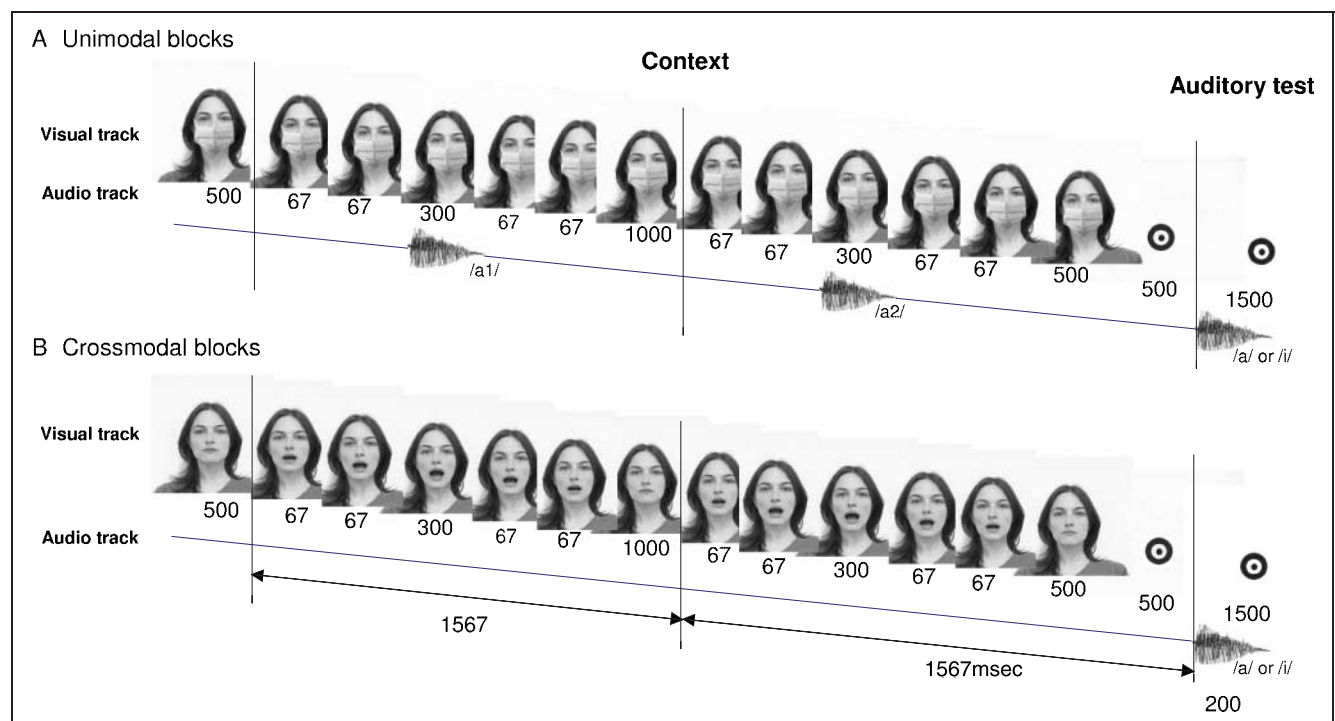 A Unimodal blocks
Context
Auditory test
Visual track
Audio track
500 67 67 300 67 67 1000 67 67 300 67 67 500 500 1500
/a1/
/a2/
/a/ or /i/
B Crossmodal blocks
Visual track
500 67 67 300 67 67 1000 67 67 300 67 67 500 500 1500
Audio track
1567
1567msec
/a/ or /i/
200